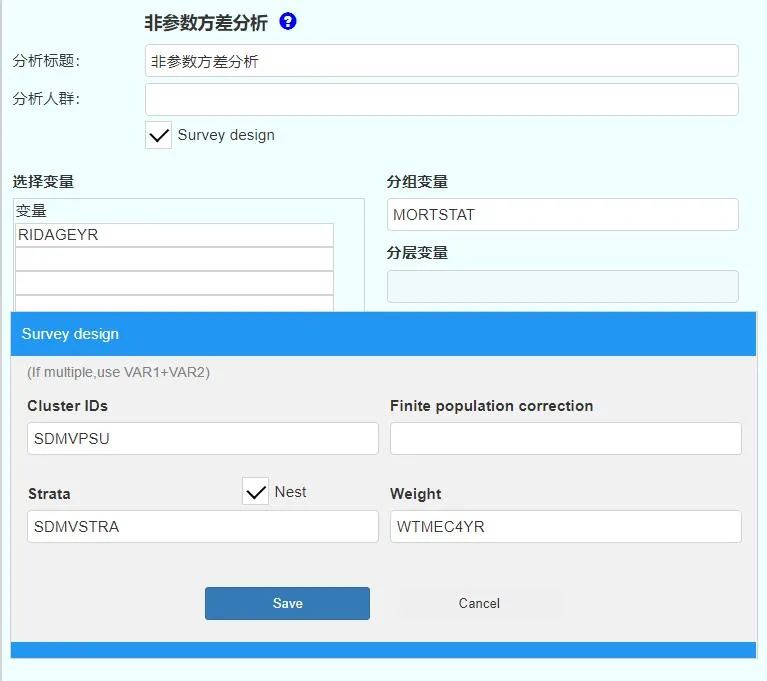 非参数方差分析 ?
分析标题: 非参数方差分析
分析人群:
Survey design
选择变量 分组变量
变量 MORTSTAT
RIDAGEYR
分层变量
Survey design
(If multiple,use VAR1+VAR2)
Cluster IDs Finite population correction
SDMVPSU
Strata Nest Weight
SDMVSTRA WTMEC4YR
Save Cancel